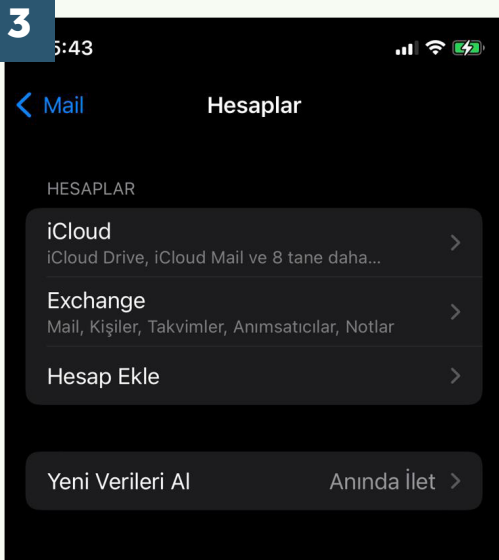 3
5:43
Mail
Hesaplar
HESAPLAR
iCloud
iCloud Drive, iCloud Mail ve 8 tane daha...
Exchange
Mail, Kişiler, Takvimler, Anımsatıcılar, Notlar
Hesap Ekle
Yeni Verileri Al
Anında İlet